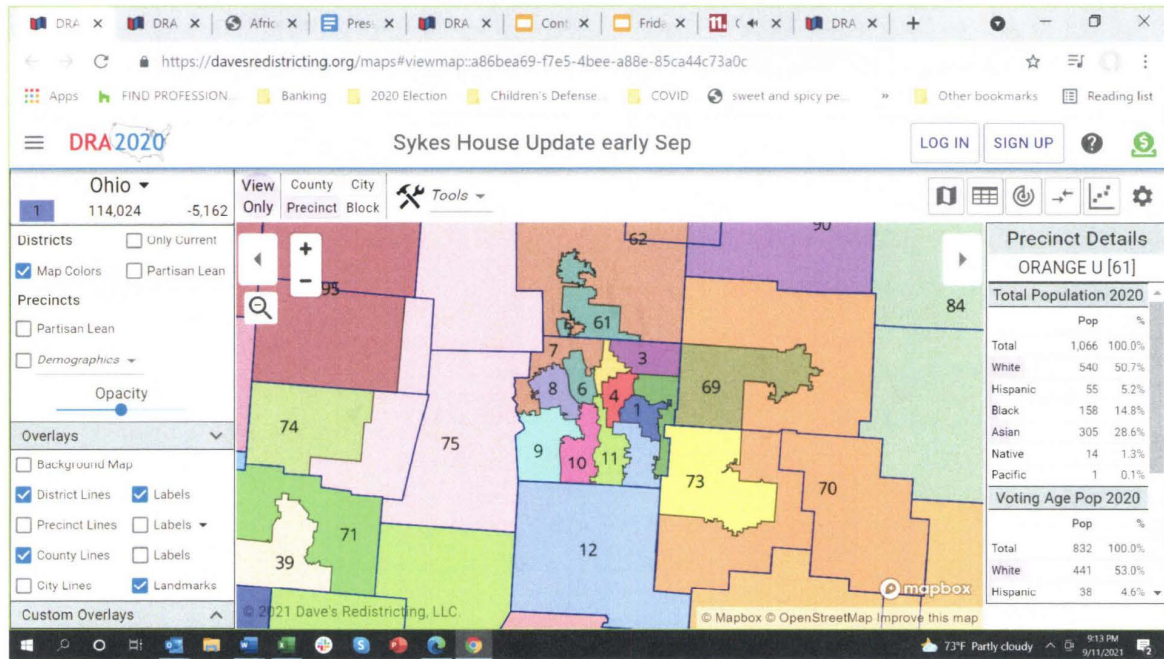 DRA × DRA × Afric × Pres × DRA × Cont × Frid × 11. × DRA × +
https://davesredistricting.org/maps#viewmap::a86bea69-f7e5-4bee-a88e-85ca44c73a0c
Apps FIND PROFESSION... Banking 2020 Election Children's Defense... COVID sweet and spicy pe... » Other bookmarks Reading list
DRA2020 Sykes House Update early Sep LOG IN SIGN UP
Ohio
1 114,024 -5,162
View Only
County City
Precinct Block
Tools
Districts Only Current
Map Colors Partisan Lean
Precincts
Partisan Lean
Demographics
Opacity
Overlays
Background Map
District Lines Labels
Precinct Lines Labels
County Lines Labels
City Lines Landmarks
Custom Overlays
62
90
95
84
61
7
3
8
6
4
69
1
74
75
9
10
11
73
70
71
12
39
mapbox
© 2021 Dave's Redistricting, LLC.
© Mapbox © OpenStreetMap Improve this map
Precinct Details
ORANGE U [61]
Total Population 2020
Pop %
Total 1,066 100.0%
White 540 50.7%
Hispanic 55 5.2%
Black 158 14.8%
Asian 305 28.6%
Native 14 1.3%
Pacific 1 0.1%
Voting Age Pop 2020
Pop %
Total 832 100.0%
White 441 53.0%
Hispanic 38 4.6%
73°F Partly cloudy
9:13 PM
9/11/2021